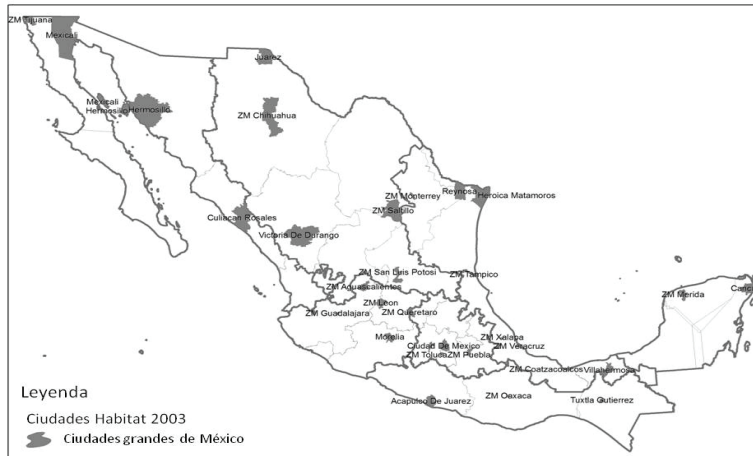 ZM Tijuana
Mexicali
Juarez
Mexicali
Hermosillo
Hermosillo
ZM Chihuahua
ZM Monterrey
Reynosa
Heroica Matamoros
ZM Saltillo
Culiacan Rosales
Victoria De Durango
ZM San Luis Potosi
ZM Tampico
ZM Aguascalientes
ZM Leon
ZM Guadalajara
ZM Queretaro
ZM Merida
Canc
Morelia
Ciudad De Mexico
ZM Xalapa
ZM Veracruz
ZM Toluca
ZM Puebla
ZM Coatzacoalcos
Villahermosa
Acapulco De Juarez
ZM Oaxaca
Tuxtla Gutierrez
Leyenda
Ciudades Habitat 2003
Ciudades grandes de México